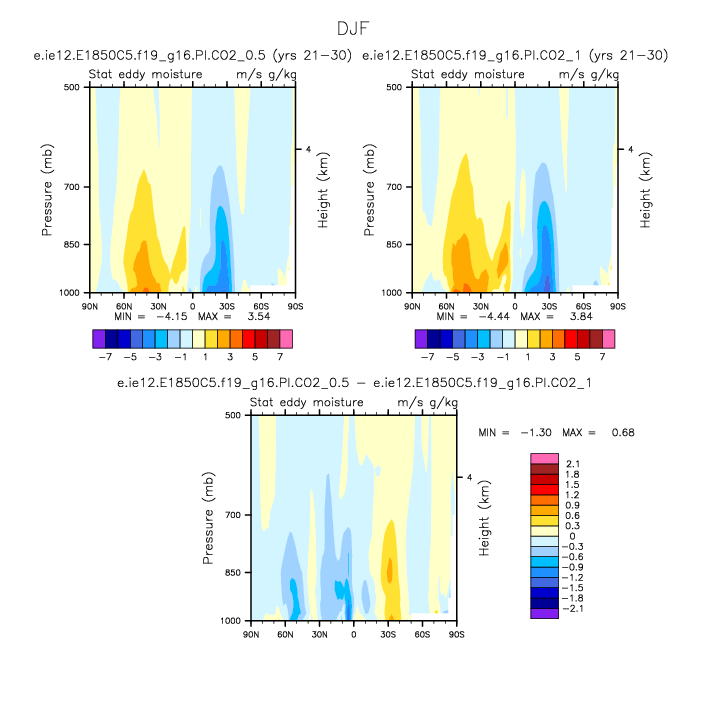 DJF
e.ie12.E1850C5.f19_g16.PI.CO2_0.5 (yrs 21-30) e.ie12.E1850C5.f19_g16.PI.CO2_1 (yrs 21-30)
Stat eddy moisture m/s g/kg Stat eddy moisture m/s g/kg
500 500
4 4
700 700
850 850
1000 1000
Pressure (mb) Height (km) Pressure (mb) Height (km)
90N 60N 30N 0 30S 60S 90S 90N 60N 30N 0 30S 60S 90S
MIN = -4.15 MAX = 3.54 MIN = -4.44 MAX = 3.84
-7 -5 -3 -1 1 3 5 7 -7 -5 -3 -1 1 3 5 7
e.ie12.E1850C5.f19_g16.PI.CO2_0.5 - e.ie12.E1850C5.f19_g16.PI.CO2_1
Stat eddy moisture m/s g/kg
500
4
700
850
1000
Pressure (mb) Height (km)
90N 60N 30N 0 30S 60S 90S
MIN = -1.30 MAX = 0.68
2.1
1.8
1.5
1.2
0.9
0.6
0.3
0
-0.3
-0.6
-0.9
-1.2
-1.5
-1.8
-2.1